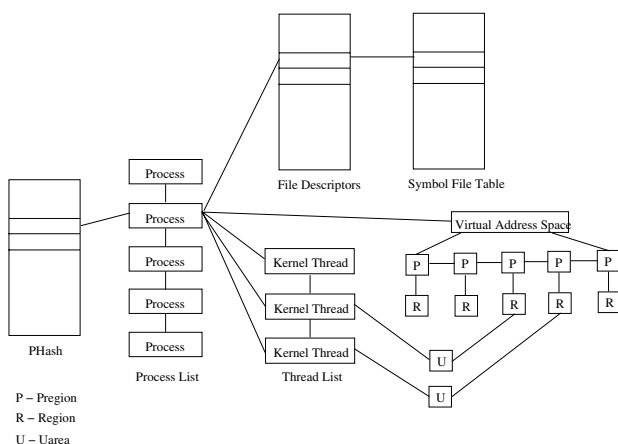 File Descriptors
Symbol File Table
Process
Process
Virtual Address Space
Process
Kernel Thread
P
P
P
P
P
Process
Kernel Thread
R
R
R
R
R
Process
Kernel Thread
PHash
U
Process List
Thread List
U
P – Pregion
R – Region
U – Uarea